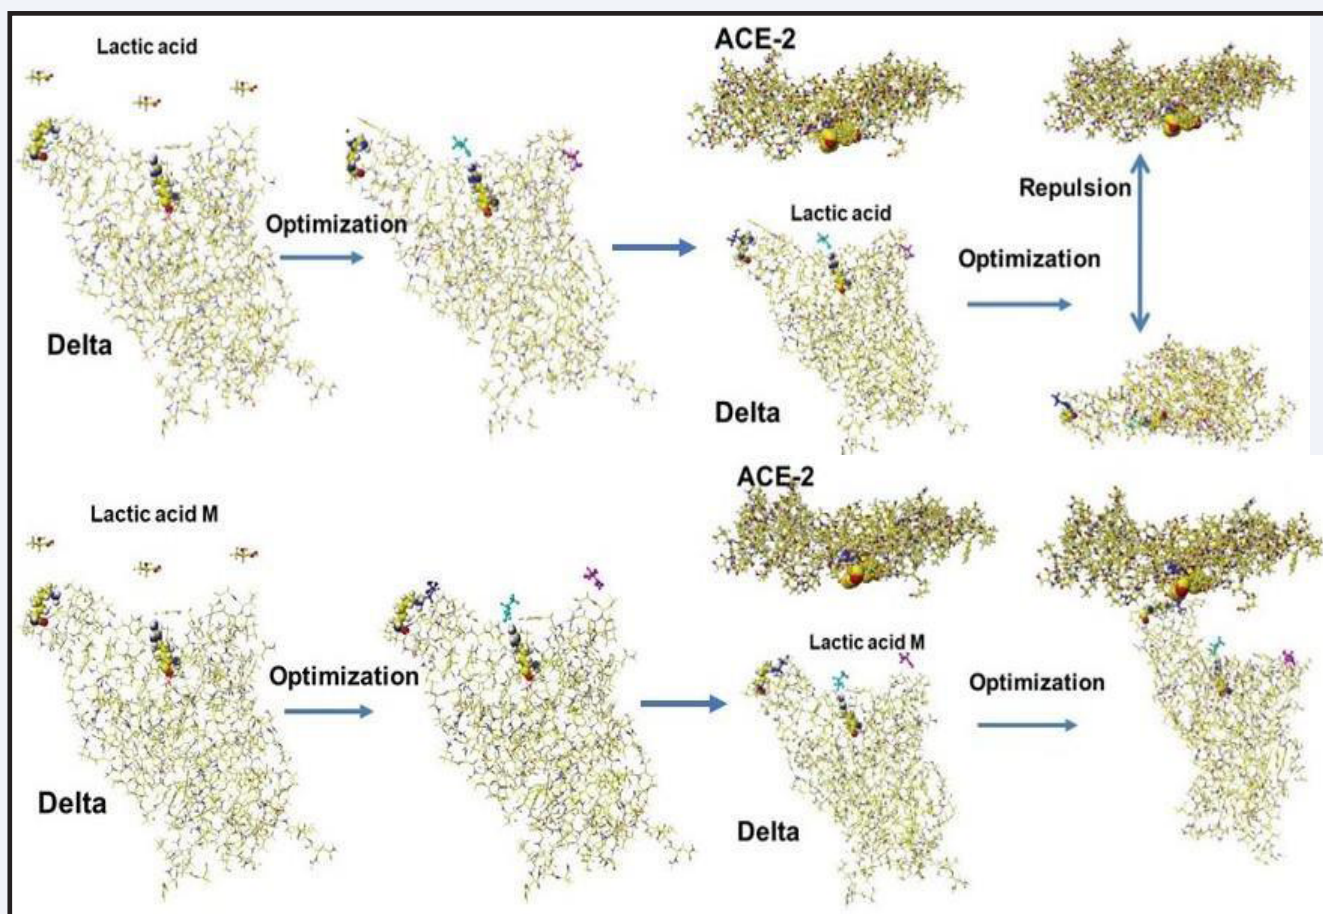 Lactic acid
ACE-2
Optimization
Delta
Lactic acid
Delta
Repulsion
Optimization
Lactic acid M
ACE-2
Optimization
Delta
Lactic acid M
Delta
Optimization